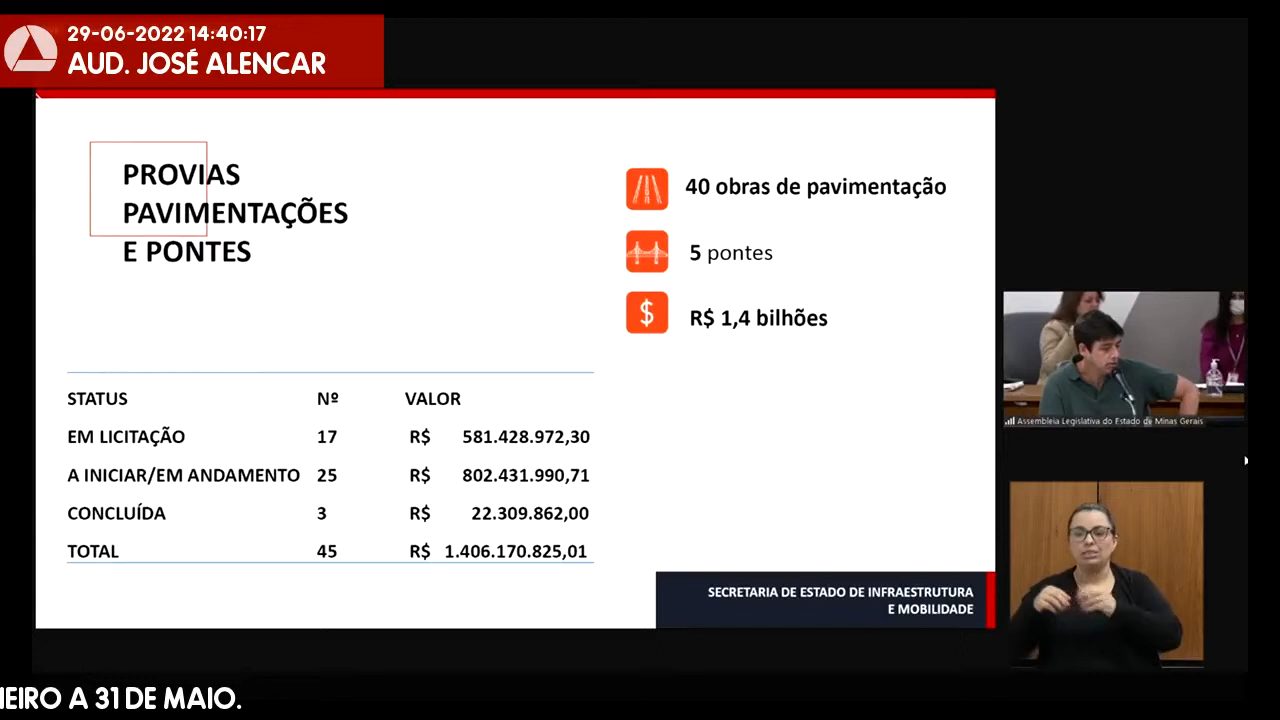 29-06-2022 14:40:17
AUD. JOSÉ ALENCAR
PROVIAS
PAVIMENTAÇÕES
E PONTES
40 obras de pavimentação
5 pontes
$
R$ 1,4 bilhões
STATUS Nº VALOR
EM LICITAÇÃO 17 R$ 581.428.972,30
A INICIAR/EM ANDAMENTO 25 R$ 802.431.990,71
CONCLUÍDA 3 R$ 22.309.862,00
TOTAL 45 R$ 1.406.170.825,01
SECRETARIA DE ESTADO DE INFRAESTRUTURA
E MOBILIDADE
Assembleia Legislativa do Estado de Minas Gerais
NEIRO A 31 DE MAIO.